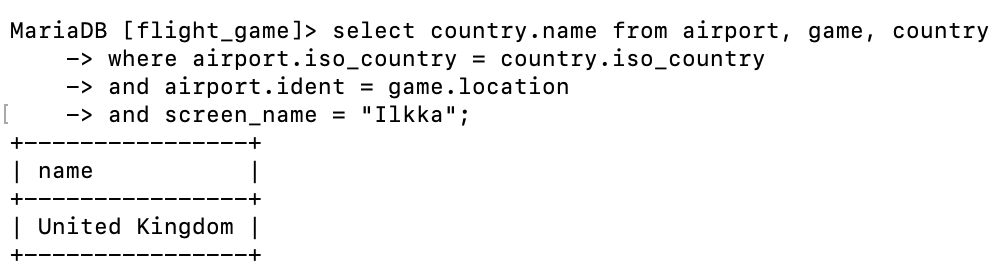 MariaDB [flight_game]> select country.name from airport, game, country
    -> where airport.iso_country = country.iso_country
    -> and airport.ident = game.location
[    -> and screen_name = "Ilkka";
+----------------+
| name           |
+----------------+
| United Kingdom |
+----------------+